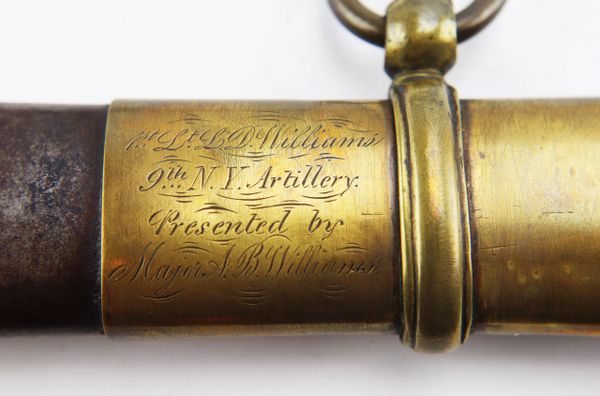 1st Lt. L.D. Williams
9th N.Y. Artillery.
Presented by
Major A.B. Williams